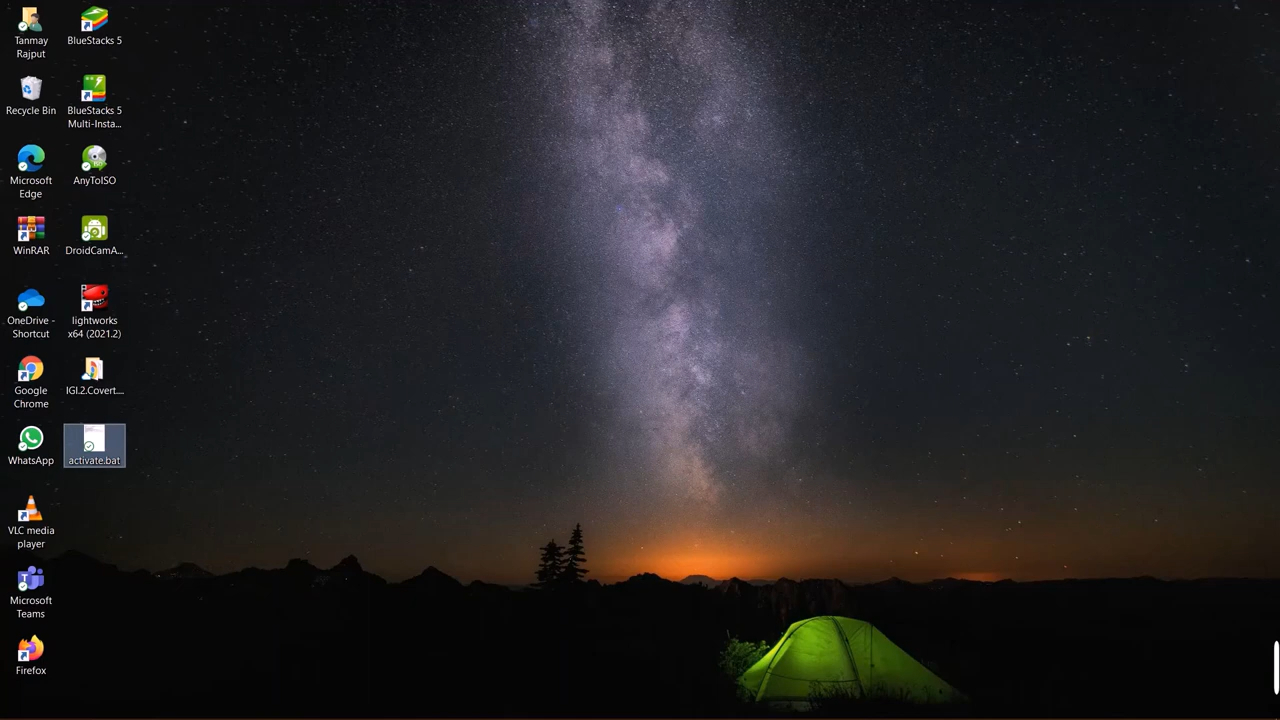 Tanmay
Rajput
BlueStacks 5
Recycle Bin
BlueStacks 5
Multi-Insta...
Microsoft
Edge
AnyToISO
WinRAR
DroidCamA...
OneDrive -
Shortcut
lightworks
x64 (2021.2)
Google
Chrome
IGI.2.Covert....
WhatsApp
activate.bat
VLC media
player
Microsoft
Teams
Firefox